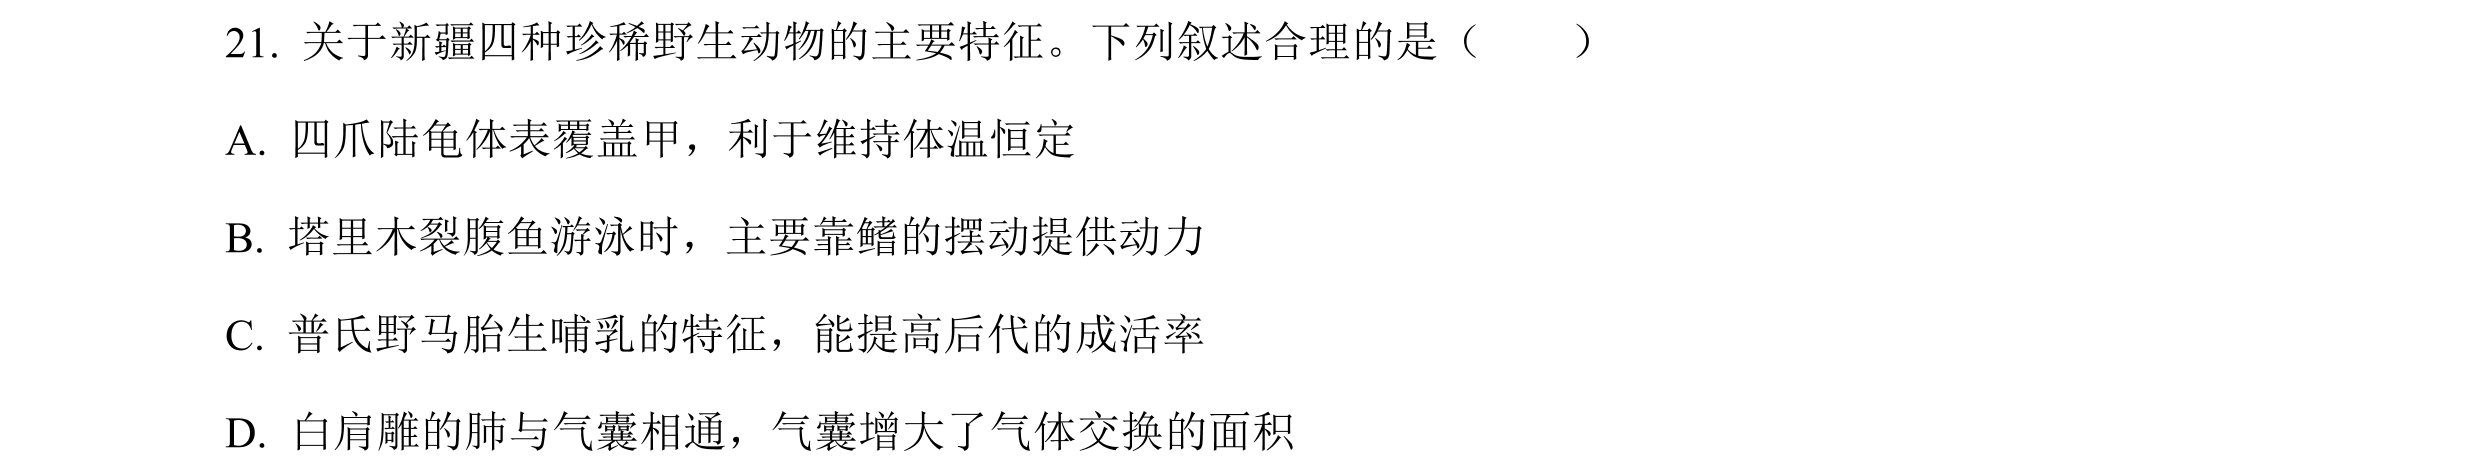 21. 关于新疆四种珍稀野生动物的主要特征。下列叙述合理的是（　　）
A. 四爪陆龟体表覆盖甲，利于维持体温恒定
B. 塔里木裂腹鱼游泳时，主要靠鳍的摆动提供动力
C. 普氏野马胎生哺乳的特征，能提高后代的成活率
D. 白肩雕的肺与气囊相通，气囊增大了气体交换的面积